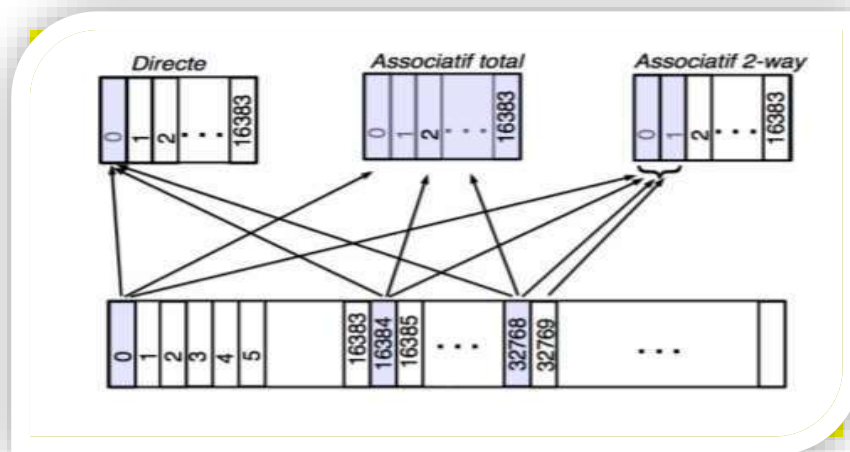 Directe Associatif total Associatif 2-way
0 1 2 ... 16383 0 1 2 ... 16383 0 1 2 ... 16383
0 1 2 3 4 5 16383 16384 16385 ... 32768 32769 ...